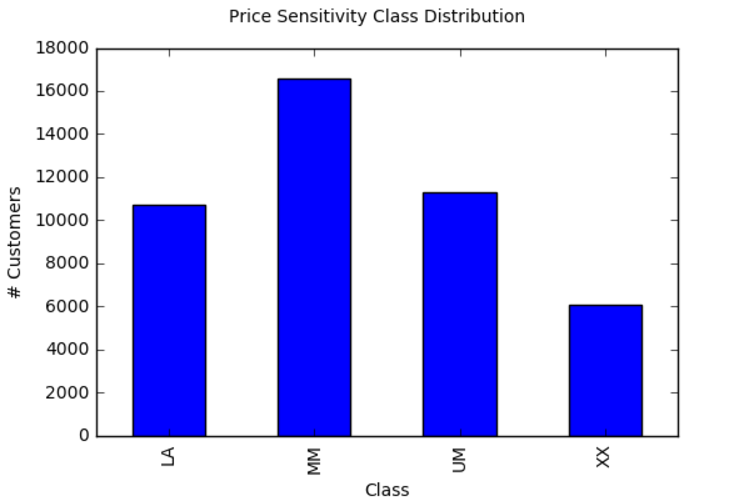 Price Sensitivity Class Distribution
18000
16000
14000
12000
10000
8000
6000
4000
2000
0
# Customers
LA
MM
UM
XX
Class